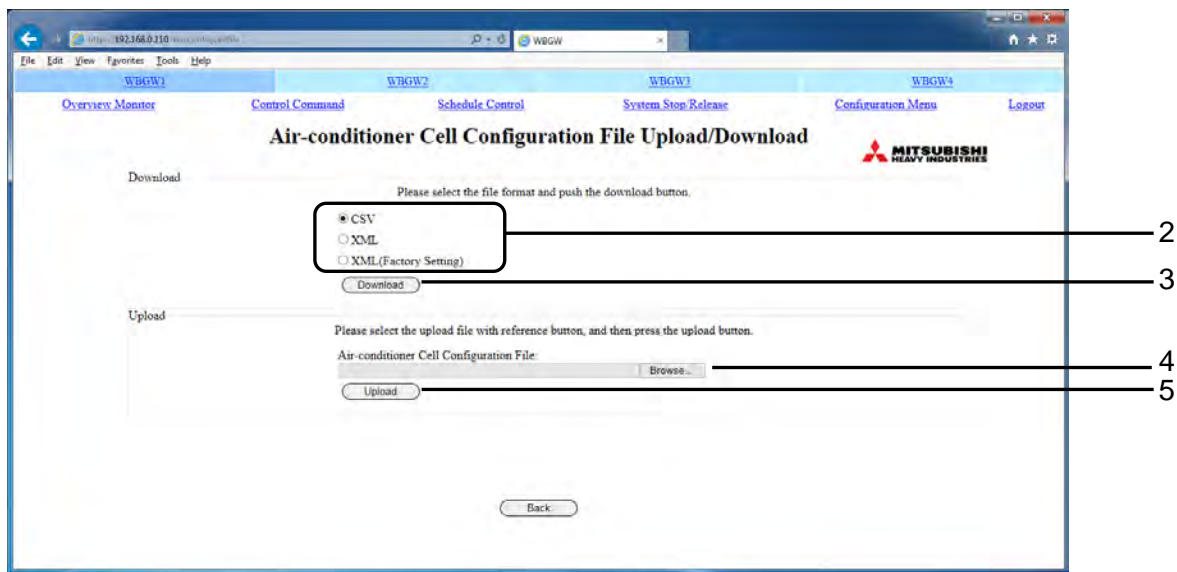 192.168.0.110
WBGW
File Edit View Favorites Tools Help
WBGW1 WBGW2 WBGW3 WBGW4
Overview Monitor Control Command Schedule Control System Stop/Release Configuration Menu Logout
Air-conditioner Cell Configuration File Upload/Download
MITSUBISHI
HEAVY INDUSTRIES
Download
Please select the file format and push the download button.
CSV
2
XML
XML(Factory Setting)
Download
3
Upload
Please select the upload file with reference button, and then press the upload button.
Air-conditioner Cell Configuration File:
Browse...
4
Upload
5
Back